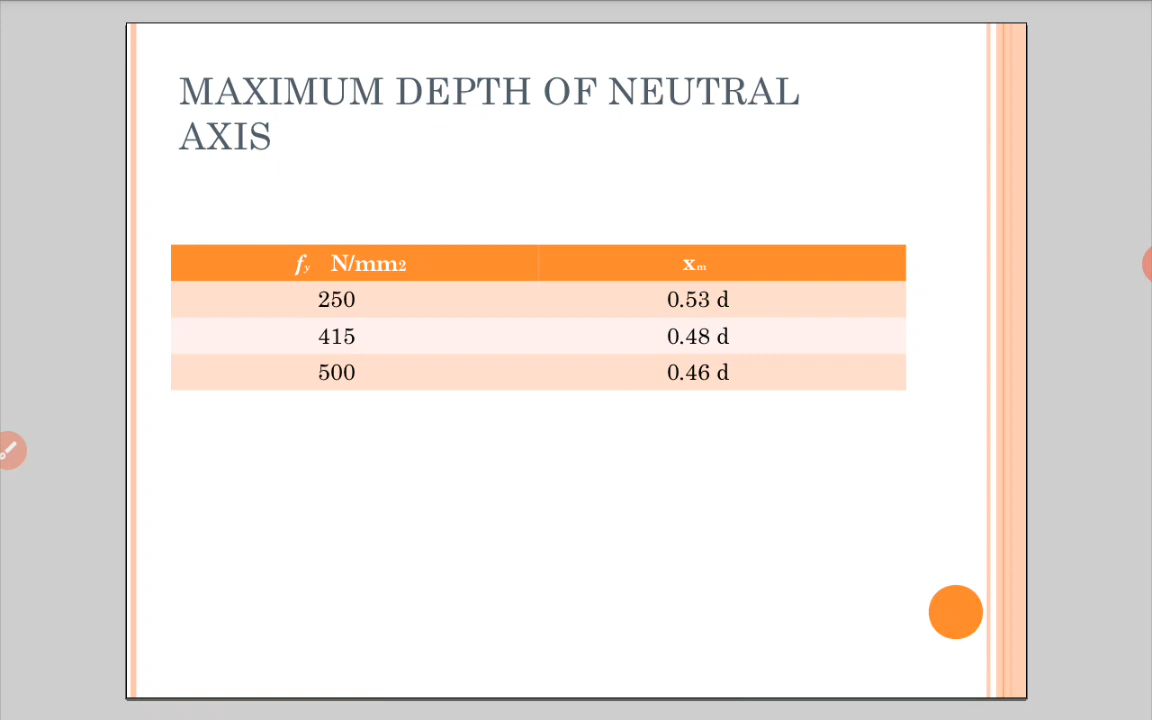 MAXIMUM DEPTH OF NEUTRAL
AXIS
fy N/mm2 xm
250 0.53 d
415 0.48 d
500 0.46 d